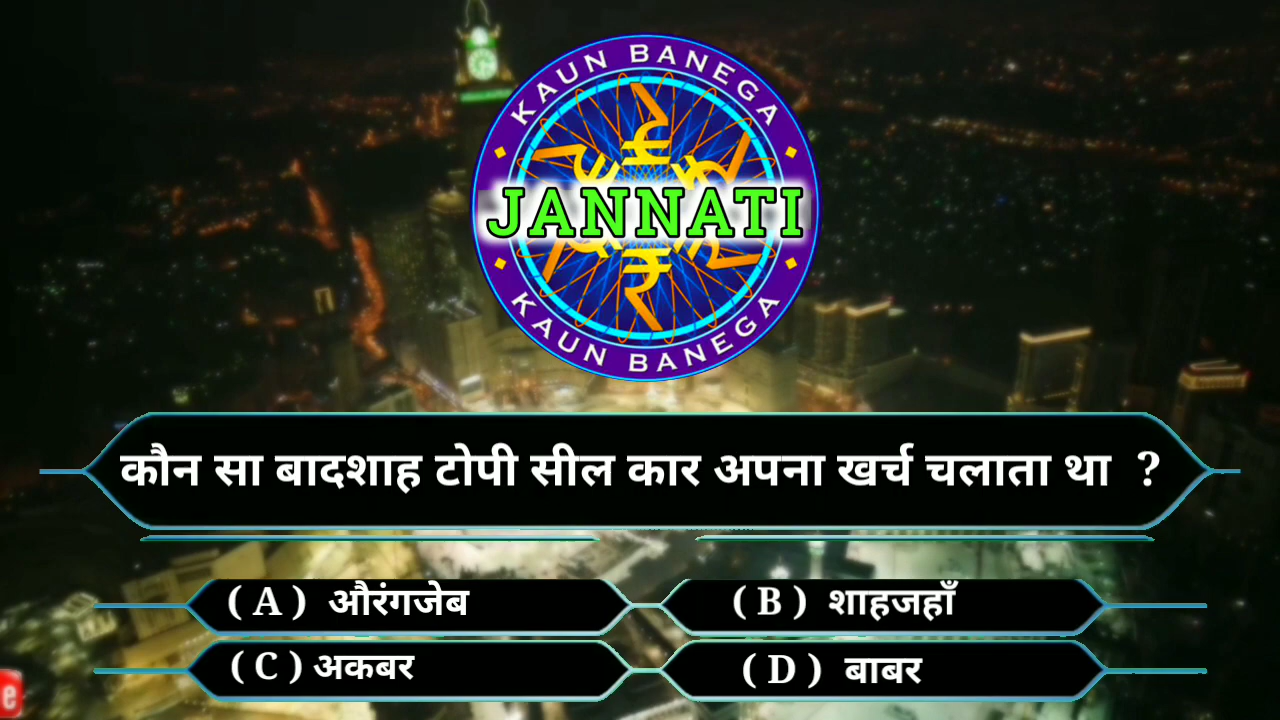 KAUN BANEGA
JANNATI
KAUN BANEGA
कौन सा बादशाह टोपी सील कार अपना खर्च चलाता था ?
( A ) औरंगजेब
( B ) शाहजहाँ
( C ) अकबर
( D ) बाबर
e